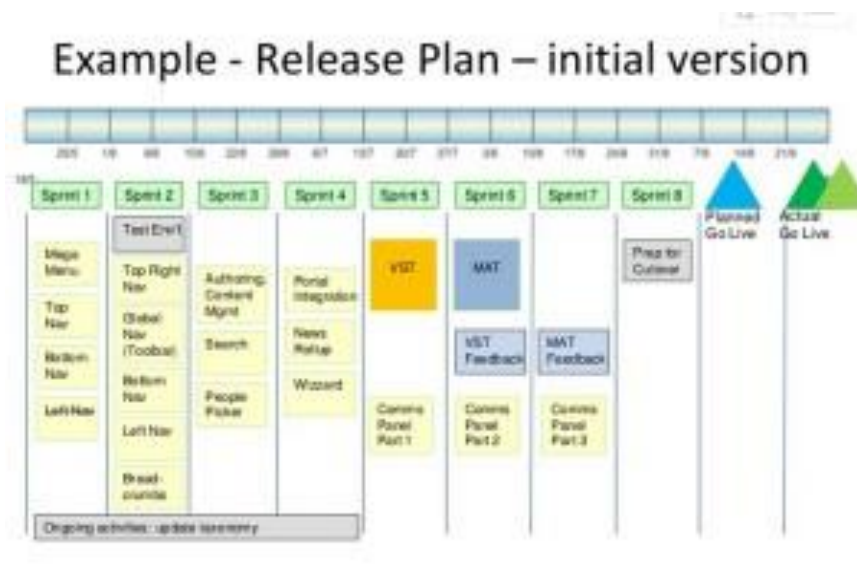 Example - Release Plan – initial version
Sprint 1
Sprint 2
Sprint 3
Sprint 4
Sprint 5
Sprint 6
Sprint 7
Sprint 8
Planned
Go Live
Actual
Go Live
Mega
Menu
Top
Nav
Bottom
Nav
Left Nav
Top Right
Nav
Global
Nav
(Toolbar)
Bottom
Nav
Left Nav
Bread-
crumbs
Authoring,
Content
Mgmt
Search
People
Picker
Portal
Integration
News
Rollup
Wizzard
VST
Comms
Panel
Part 1
MAT
VST
Feedback
Comms
Panel
Part 2
MAT
Feedback
Comms
Panel
Part 3
Prep for
Cutover
Ongoing activities: update taxonomy